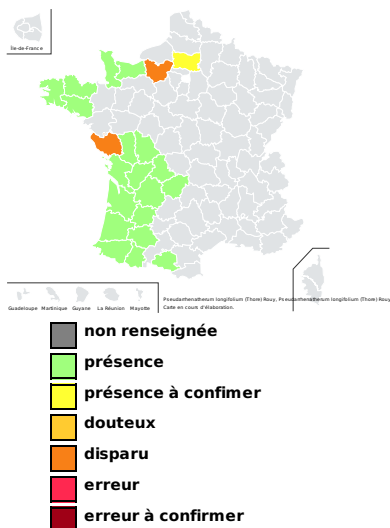 Île-de-France
Guadeloupe Martinique Guyane La Réunion Mayotte
Pseudarrhenatherum longifolium (Thore) Rouy, Pseudarrhenatherum longifolium (Thore) Rouy
Carte en cours d'élaboration.
non renseignée
présence
présence à confimer
douteux
disparu
erreur
erreur à confirmer